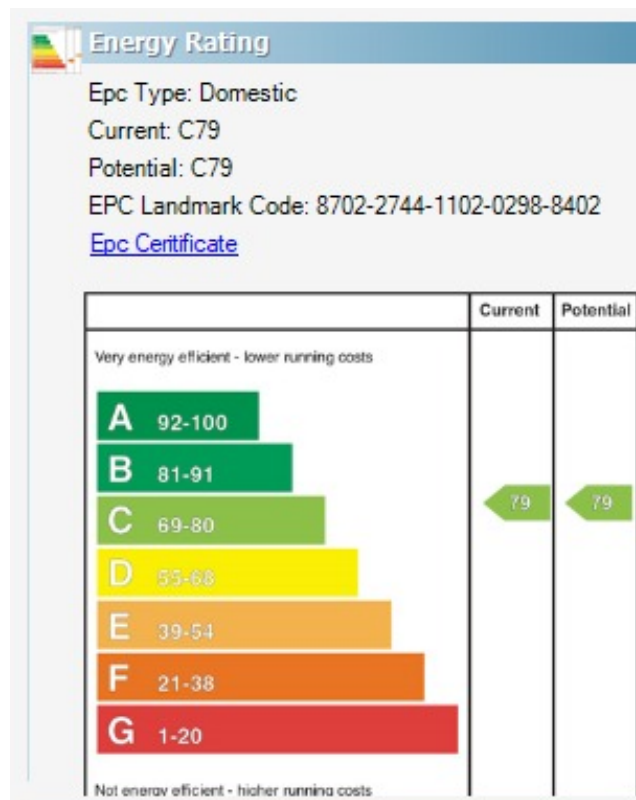 Energy Rating
Epc Type: Domestic
Current: C79
Potential: C79
EPC Landmark Code: 8702-2744-1102-0298-8402
Epc Ceritificate
Current Potential
Very energy efficient - lower running costs
A 92-100
B 81-91
C 69-80
79 79
D 55-68
E 39-54
F 21-38
G 1-20
Not energy efficient - higher running costs